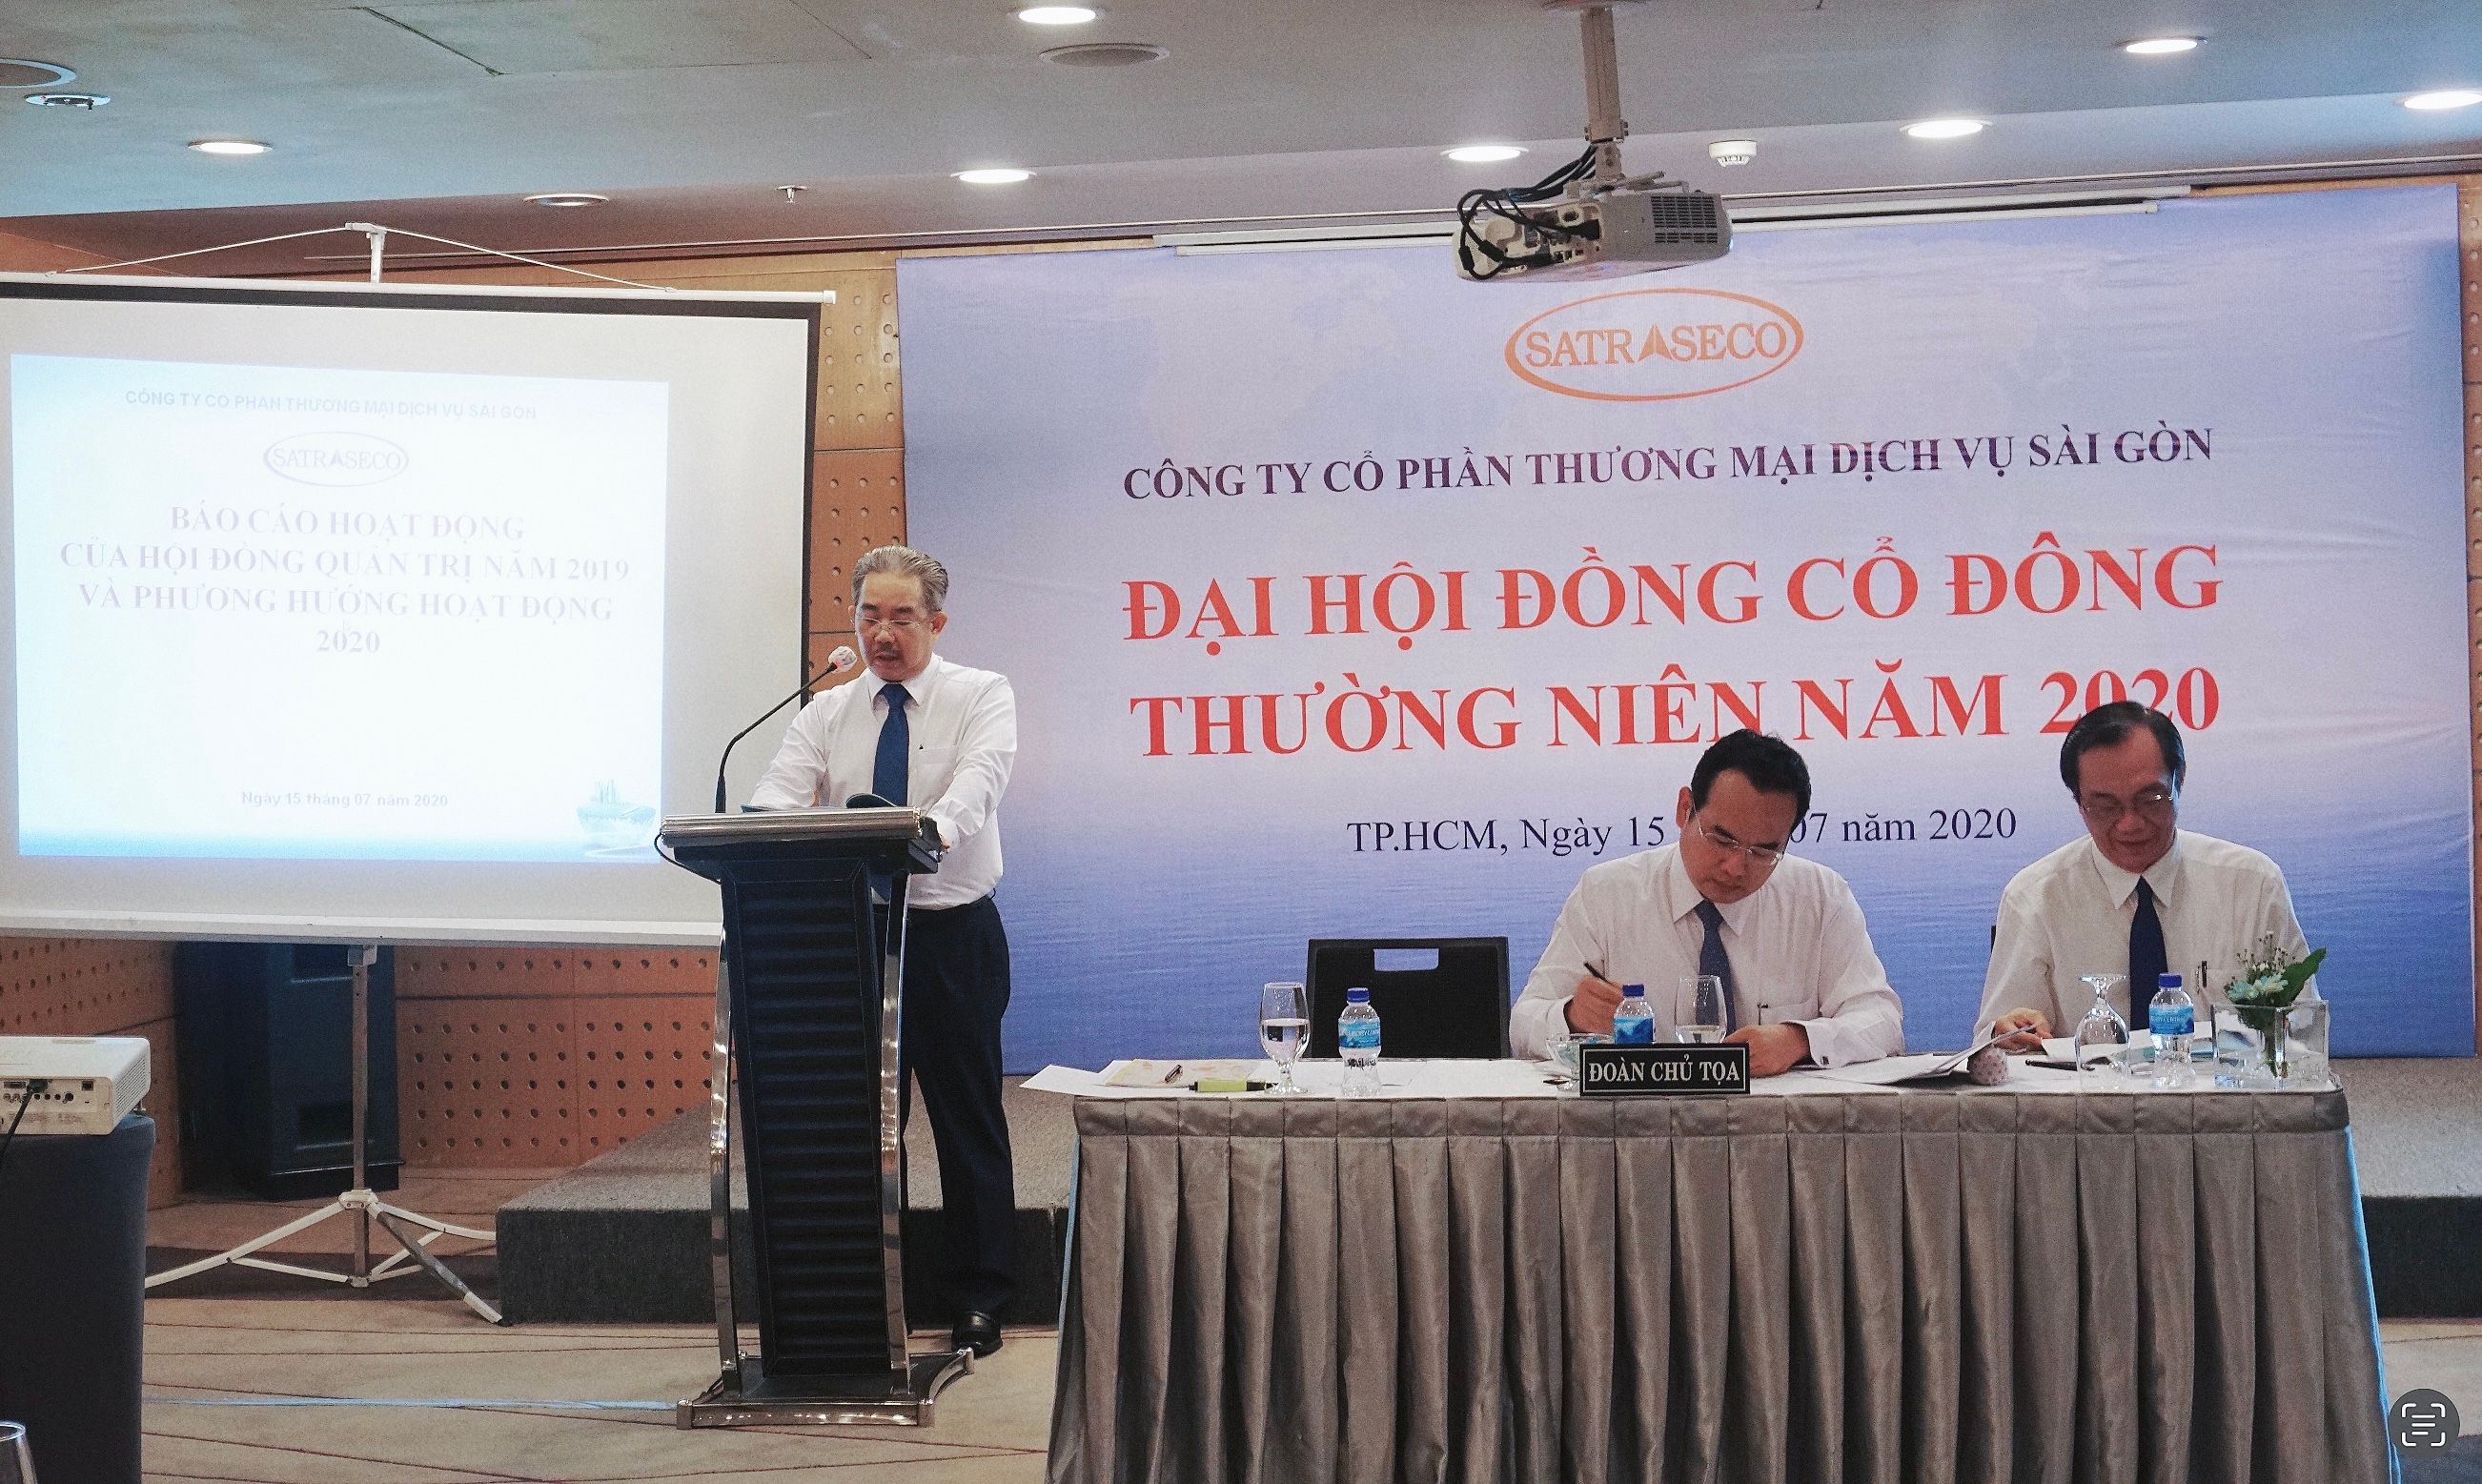 CÔNG TY CỔ PHẦN THƯƠNG MẠI DỊCH VỤ SÀI GÒN
SATRASECO
BÁO CÁO HOẠT ĐỘNG
CỦA HỘI ĐỒNG QUẢN TRỊ NĂM 2019
VÀ PHƯƠNG HƯỚNG HOẠT ĐỘNG
2020
Ngày 15 tháng 07 năm 2020
SATRASECO
CÔNG TY CỔ PHẦN THƯƠNG MẠI DỊCH VỤ SÀI GÒN
ĐẠI HỘI ĐỒNG CỔ ĐÔNG
THƯỜNG NIÊN NĂM 2020
TP.HCM, Ngày 15 07 năm 2020
ĐOÀN CHỦ TỌA